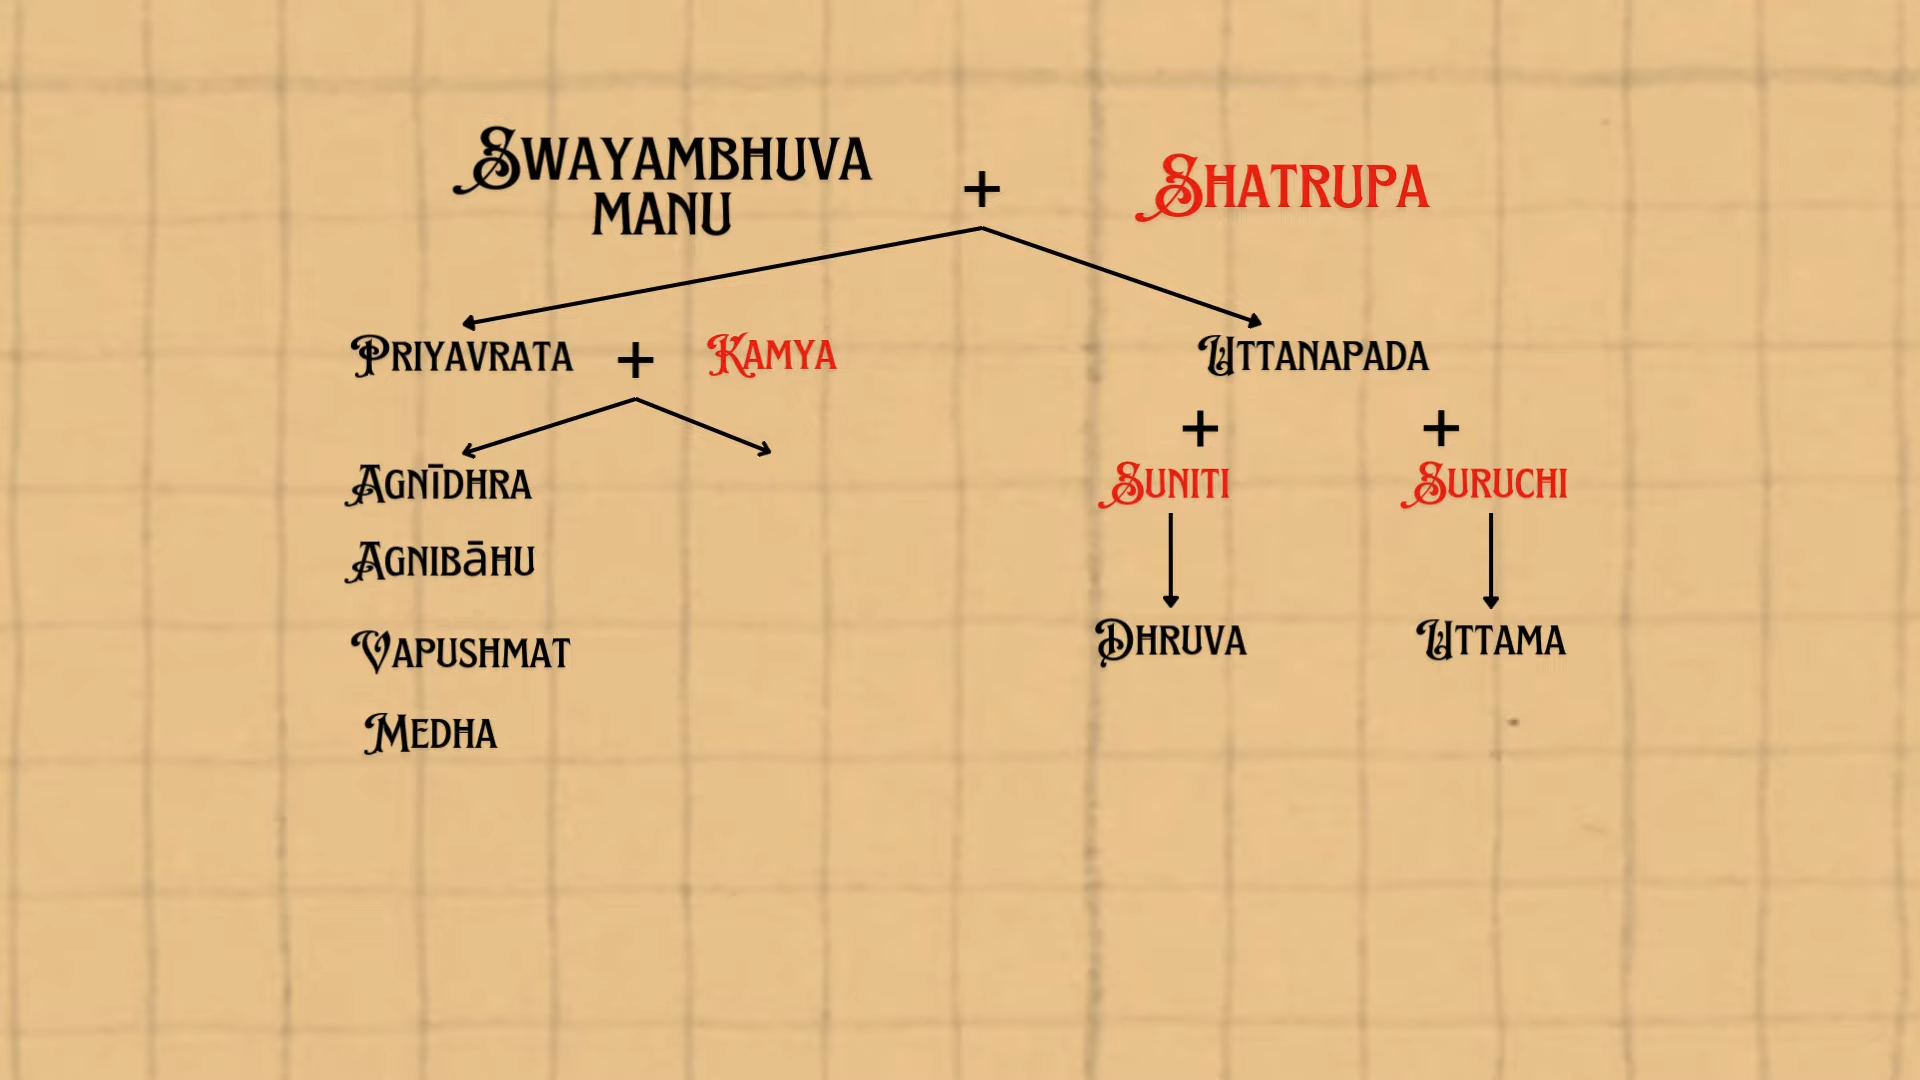 Swayambhuva
Manu
+
Shatrupa
Priyavrata + Kamya
Uttanapada
+ +
Agnīdhra
Suniti
Suruchi
Agnibāhu
Dhruva
Uttama
Vapushmat
Medha